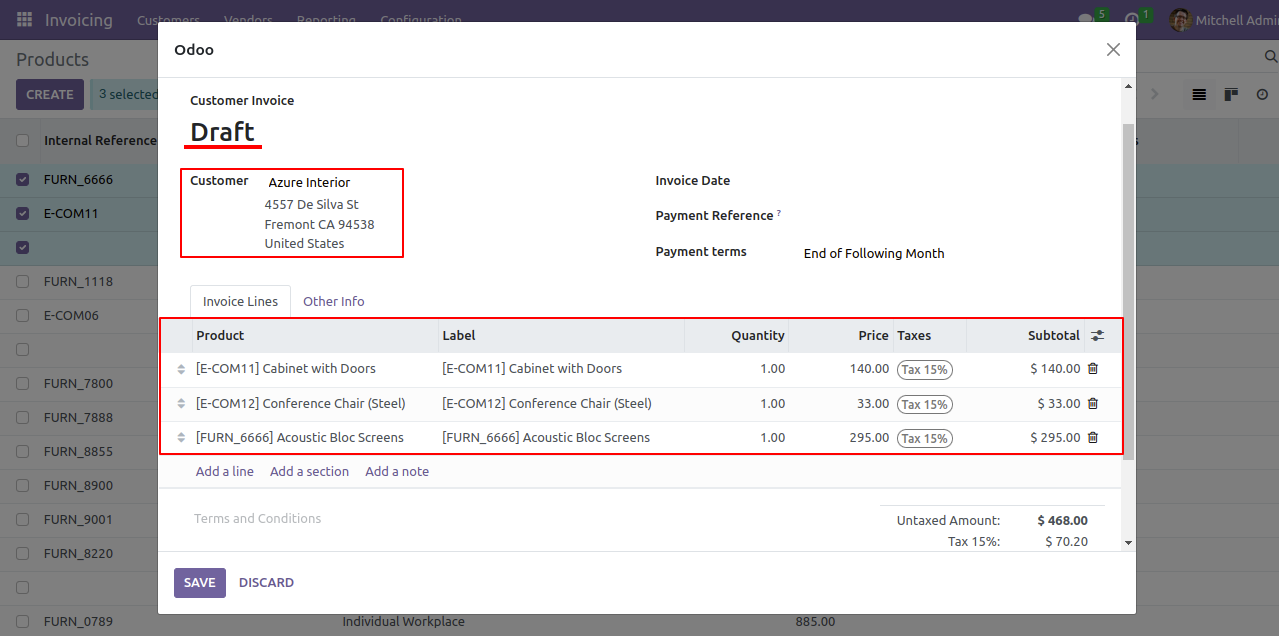 Invoicing Customers Vendors Reporting Configuration 5 1 Mitchell Admin
Products
CREATE 3 selected
Internal Reference
FURN_6666
E-COM11
FURN_1118
E-COM06
FURN_7800
FURN_7888
FURN_8855
FURN_8900
FURN_9001
FURN_8220
FURN_0789 Individual Workplace 885.00
Odoo
Customer Invoice
Draft
Customer Azure Interior
4557 De Silva St
Fremont CA 94538
United States
Invoice Date
Payment Reference ?
Payment terms End of Following Month
Invoice Lines Other Info
Product Label Quantity Price Taxes Subtotal
[E-COM11] Cabinet with Doors [E-COM11] Cabinet with Doors 1.00 140.00 Tax 15% $ 140.00
[E-COM12] Conference Chair (Steel) [E-COM12] Conference Chair (Steel) 1.00 33.00 Tax 15% $ 33.00
[FURN_6666] Acoustic Bloc Screens [FURN_6666] Acoustic Bloc Screens 1.00 295.00 Tax 15% $ 295.00
Add a line Add a section Add a note
Terms and Conditions
Untaxed Amount: $ 468.00
Tax 15%: $ 70.20
SAVE DISCARD